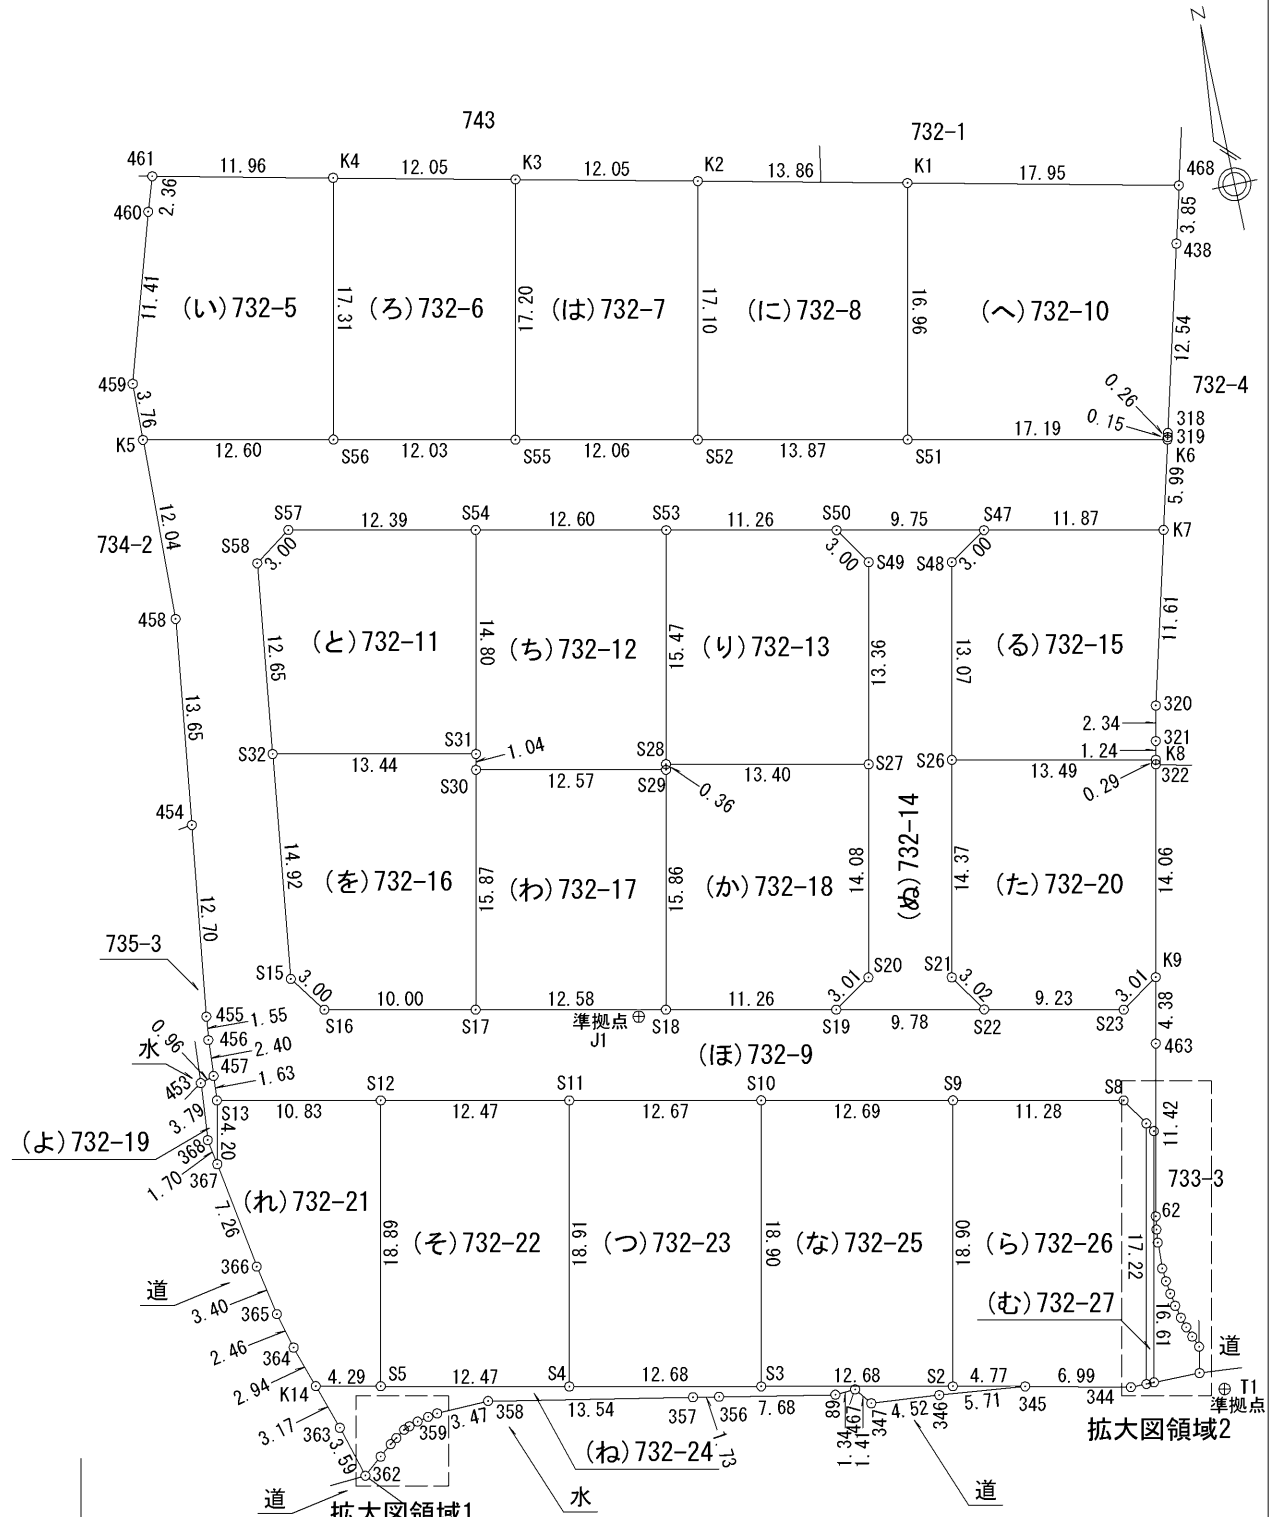 Z
743
732-1
461
11.96
K4
12.05
K3
12.05
K2
13.86
K1
17.95
468
2.36
460
3.85
438
11.41
(い)732-5
17.31
(ろ)732-6
17.20
(は)732-7
17.10
(に)732-8
16.96
(へ)732-10
12.54
732-4
459
3.76
0.26
0.15
318
319
K6
K5
12.60
S56
12.03
S55
12.06
S52
13.87
S51
17.19
5.99
12.04
734-2
S57
12.39
S54
12.60
S53
11.26
S50
9.75
S47
11.87
K7
S58
3.00
3.00
S49
S48
3.00
458
12.65
(と)732-11
14.80
(ち)732-12
15.47
(り)732-13
13.36
13.07
(る)732-15
11.61
13.65
320
2.34
321
1.24
K8
S32
13.44
S31
1.04
S30
12.57
S28
S29
13.40
0.36
S27
S26
13.49
0.29
322
454
14.92
(を)732-16
15.87
(わ)732-17
15.86
(か)732-18
14.08
(ぬ)732-14
14.37
(た)732-20
14.06
12.70
735-3
S15
3.00
S20
3.01
S21
3.02
K9
3.01
455
1.55
S16
10.00
S17
12.58
準拠点
J1
S18
11.26
S19
9.78
S22
9.23
S23
4.38
0.96
456
2.40
水
457
1.63
(ほ)732-9
463
453
3.79
S13
10.83
S12
12.47
S11
12.67
S10
12.69
S9
11.28
S8
11.42
(よ)732-19
368
4.20
1.70
367
733-3
7.26
(れ)732-21
18.89
(そ)732-22
18.91
(つ)732-23
18.90
(な)732-25
18.90
(ら)732-26
17.22
62
366
道
3.40
365
(む)732-27
16.61
2.46
364
道
2.94
K14
4.29
S5
12.47
S4
12.68
S3
12.68
S2
4.77
6.99
T1
準拠点
3.17
363
3.59
359
3.47
358
13.54
357
356
1.73
7.68
89
467
1.34
1.41
347
4.52
346
5.71
345
344
拡大図領域2
(ね)732-24
362
道
拡大図領域1
水
道